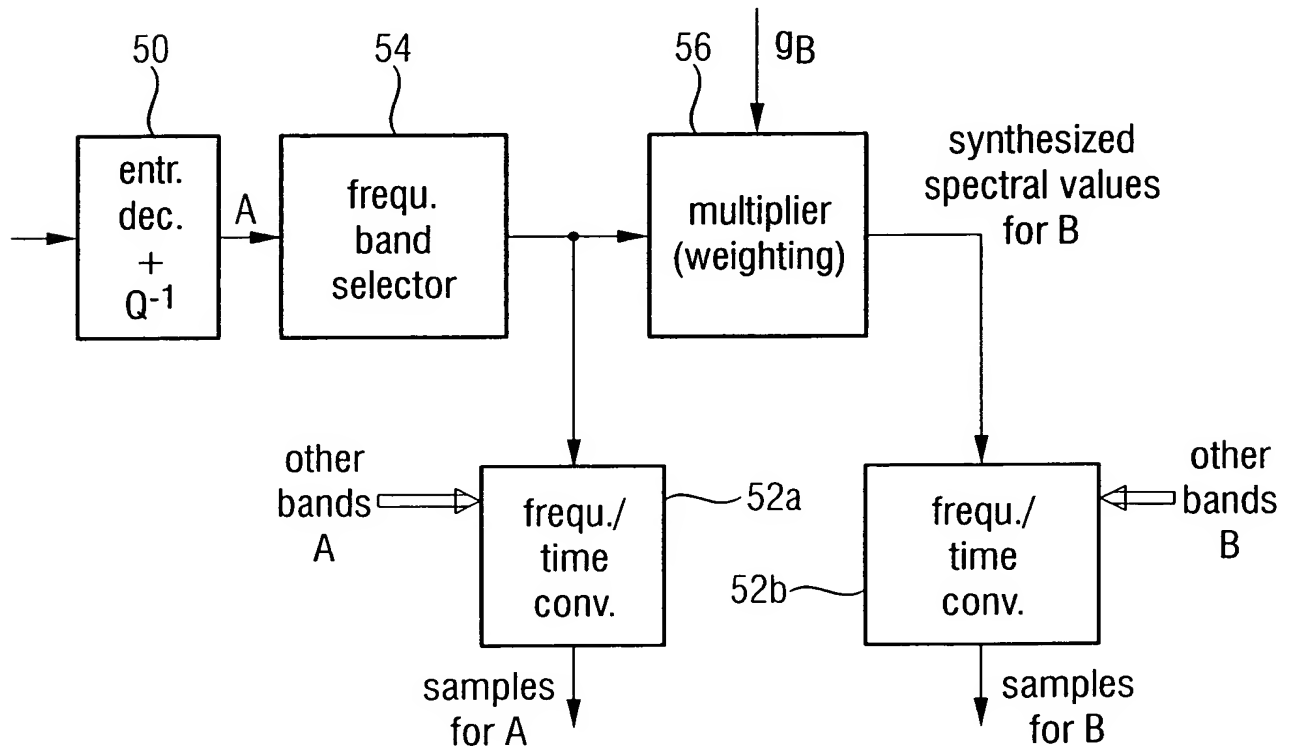 50
54
56
gB
entr.
dec.
+
Q-1
A
frequ.
band
selector
multiplier
(weighting)
synthesized
spectral values
for B
other
bands
A
frequ./
time
conv.
52a
52b
frequ./
time
conv.
other
bands
B
samples
for A
samples
for B